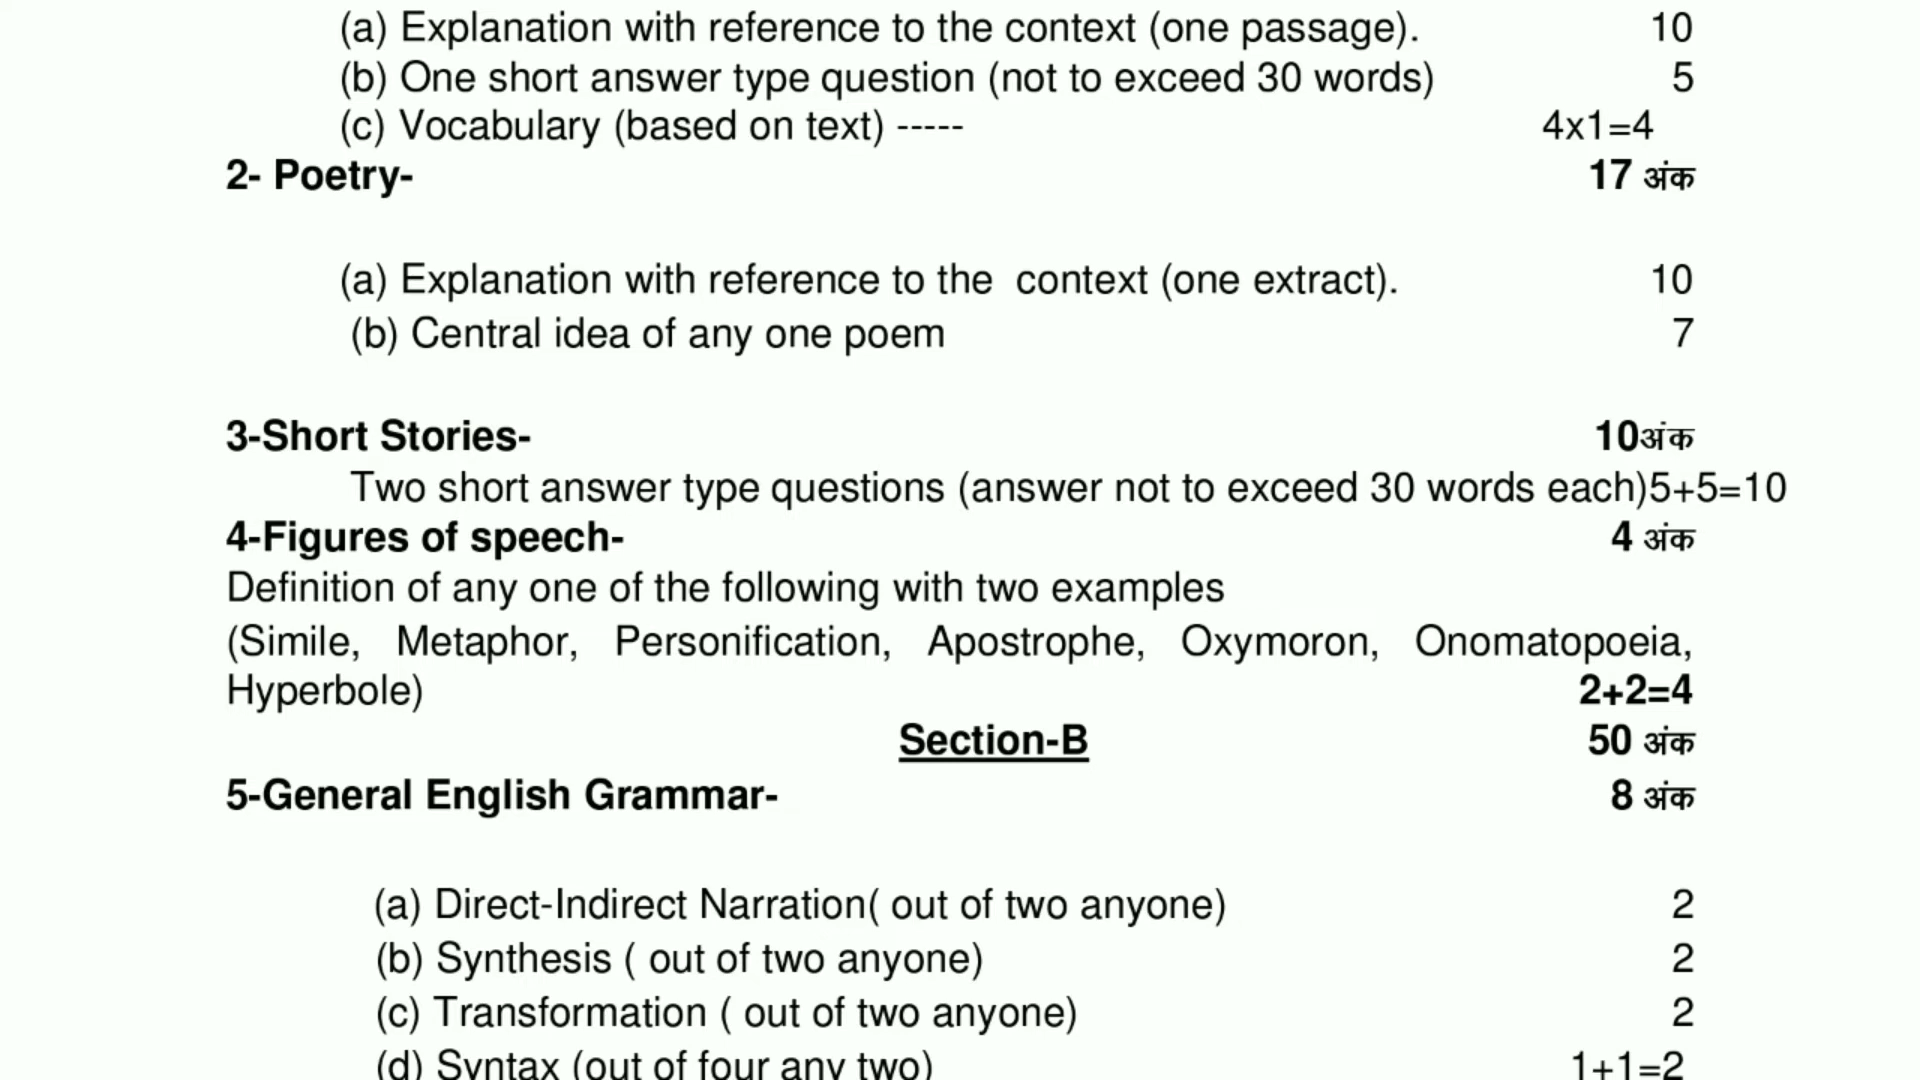 (a) Explanation with reference to the context (one passage). 10
(b) One short answer type question (not to exceed 30 words) 5
(c) Vocabulary (based on text) ----- 4x1=4
2- Poetry- 17 अंक
(a) Explanation with reference to the context (one extract). 10
(b) Central idea of any one poem 7
3-Short Stories- 10अंक
Two short answer type questions (answer not to exceed 30 words each)5+5=10
4-Figures of speech- 4 अंक
Definition of any one of the following with two examples
(Simile, Metaphor, Personification, Apostrophe, Oxymoron, Onomatopoeia,
Hyperbole) 2+2=4
Section-B 50 अंक
5-General English Grammar- 8 अंक
(a) Direct-Indirect Narration( out of two anyone) 2
(b) Synthesis ( out of two anyone) 2
(c) Transformation ( out of two anyone) 2
(d) Syntax (out of four any two) 1+1=2